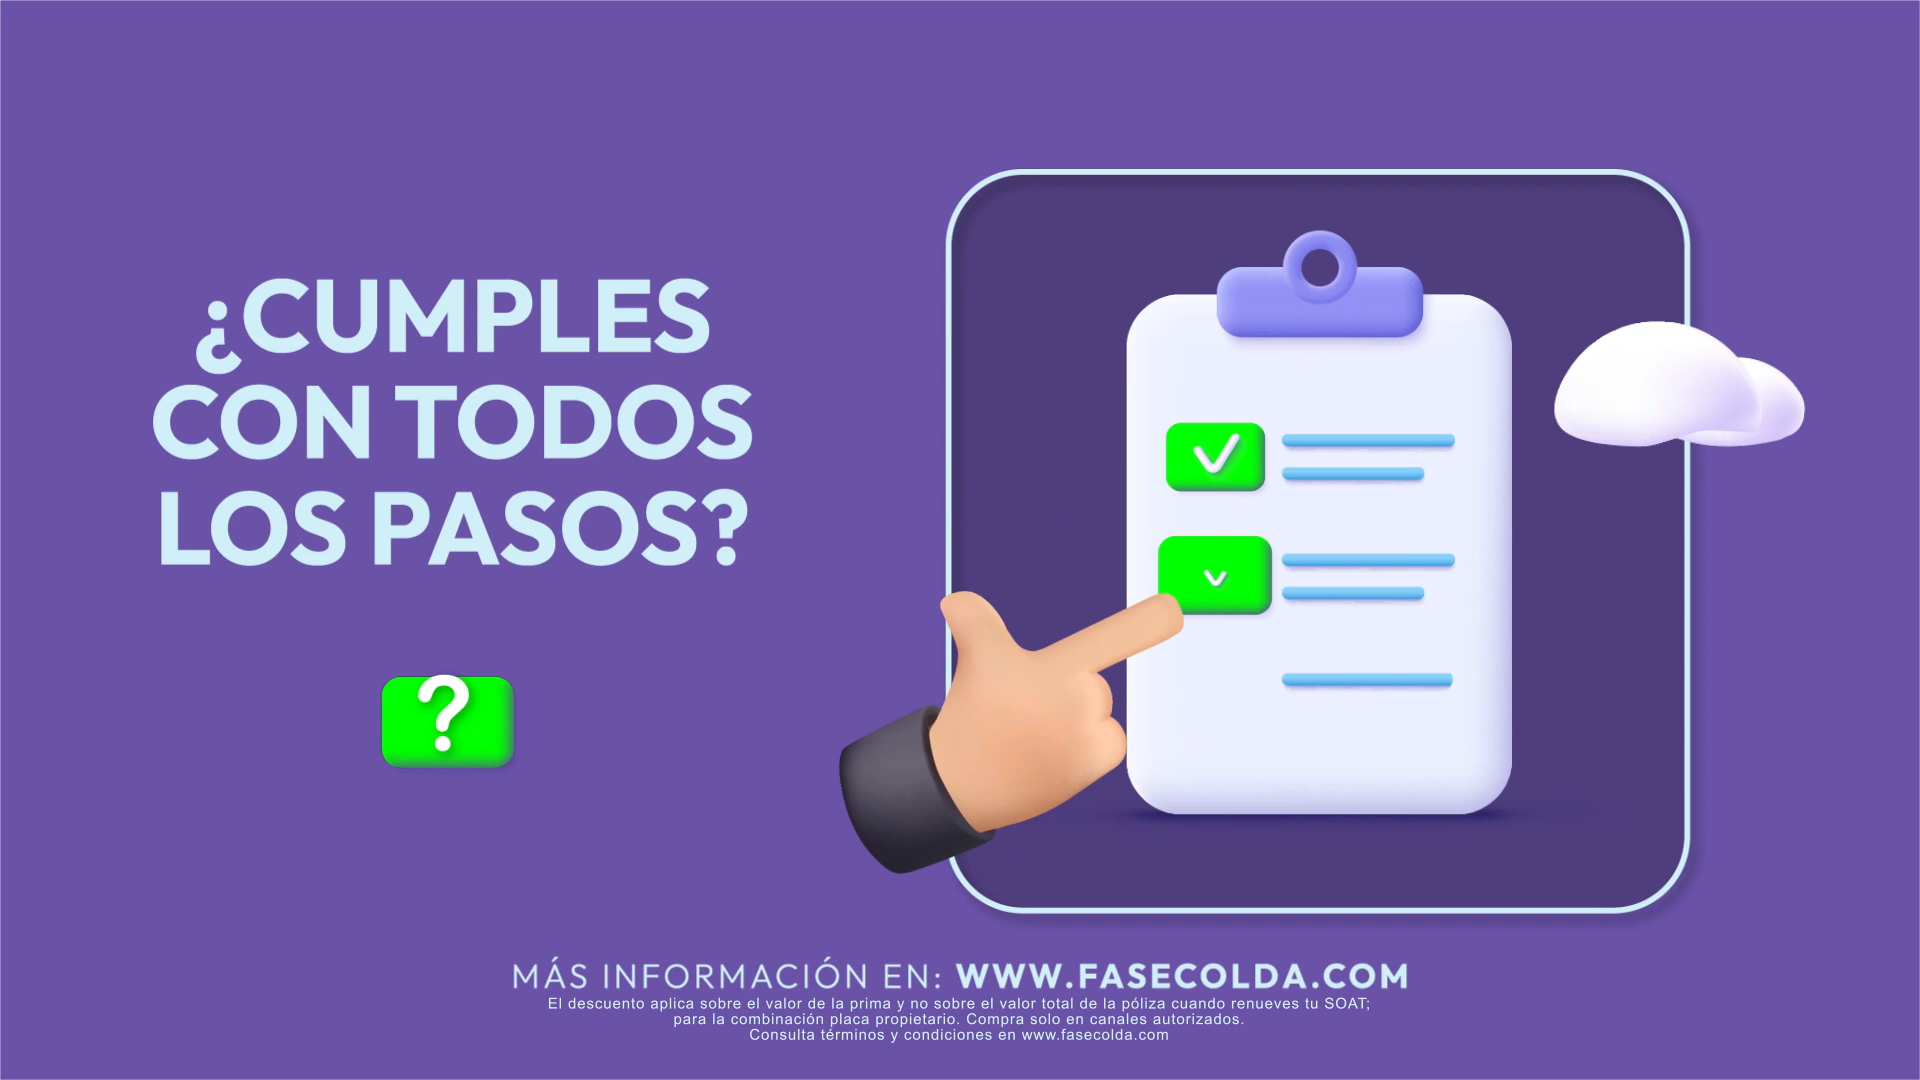 ¿CUMPLES
CON TODOS
LOS PASOS?
?
MÁS INFORMACIÓN EN: WWW.FASECOLDA.COM
El descuento aplica sobre el valor de la prima y no sobre el valor total de la póliza cuando renueves tu SOAT;
para la combinación placa propietario. Compra solo en canales autorizados.
Consulta términos y condiciones en www.fasecolda.com